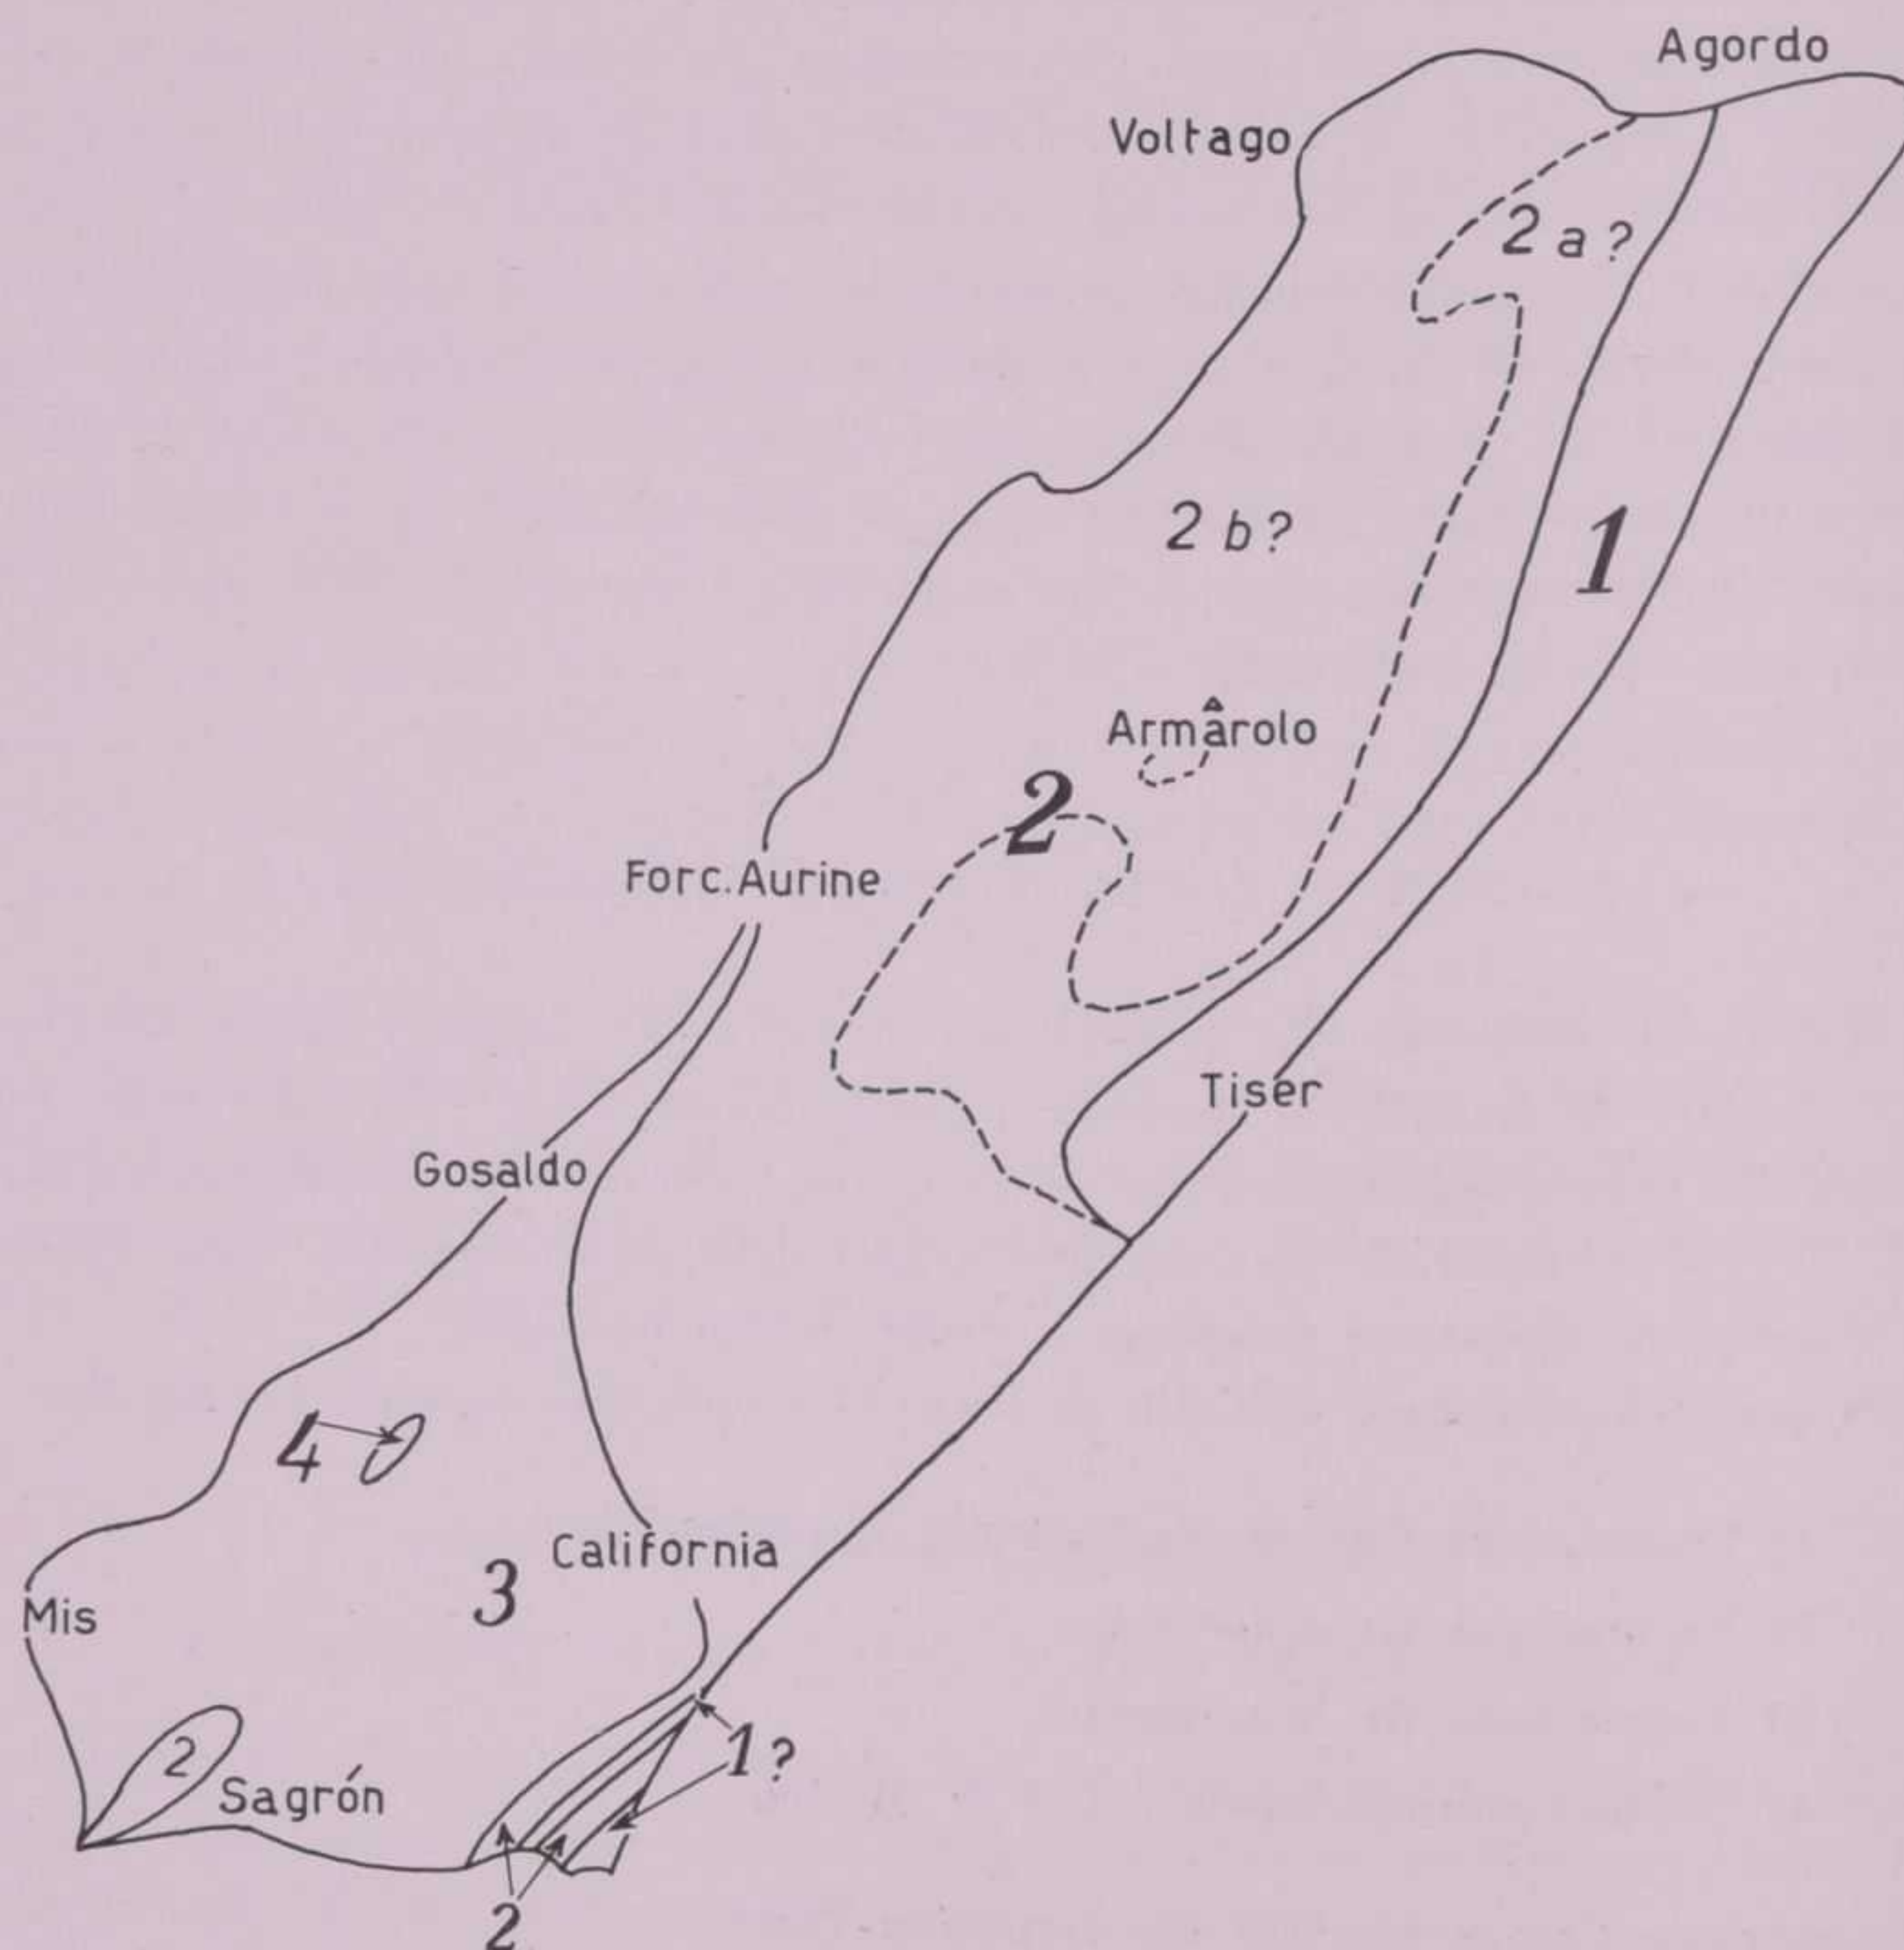 Agordo
Voltago
2 a ?
2 b ?
1
Armârolo
2
Forc. Aurine
Tiser
Gosaldo
4
California
3
Mis
1 ?
2
Sagrón
2